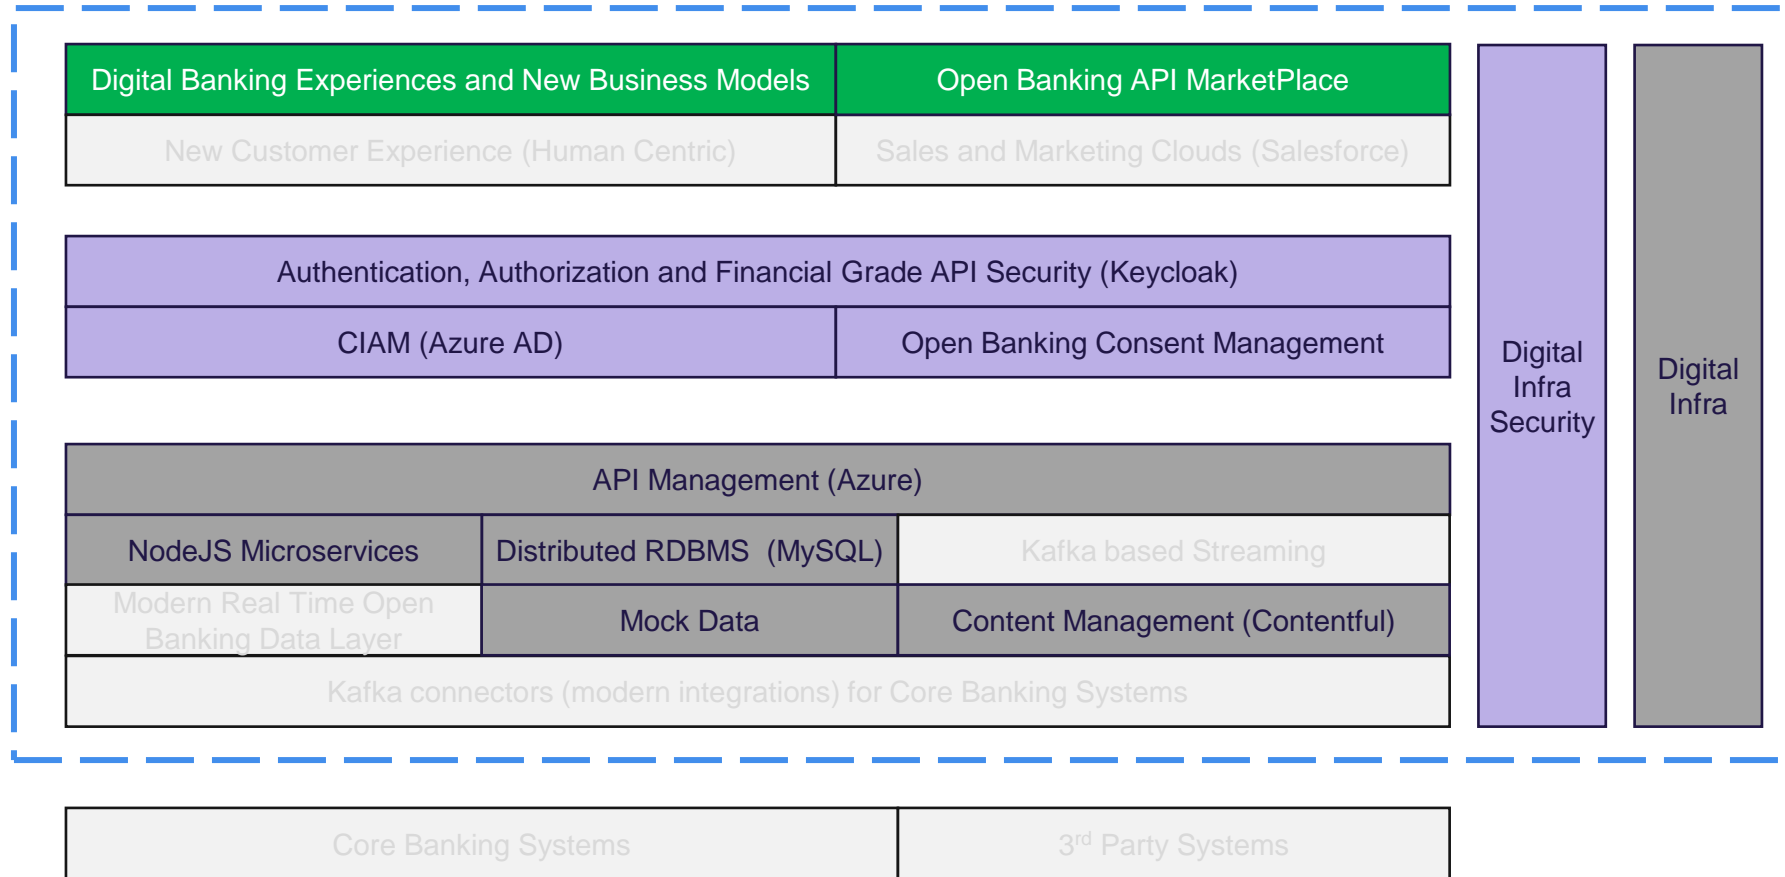 Digital Banking Experiences and New Business Models
Open Banking API MarketPlace
New Customer Experience (Human Centric)
Sales and Marketing Clouds (Salesforce)
Authentication, Authorization and Financial Grade API Security (Keycloak)
CIAM (Azure AD)
Open Banking Consent Management
API Management (Azure)
NodeJS Microservices
Distributed RDBMS  (MySQL)
Kafka based Streaming
Modern Real Time Open
Banking Data Layer
Mock Data
Content Management (Contentful)
Kafka connectors (modern integrations) for Core Banking Systems
Digital
Infra
Security
Digital
Infra
Core Banking Systems
3rd Party Systems